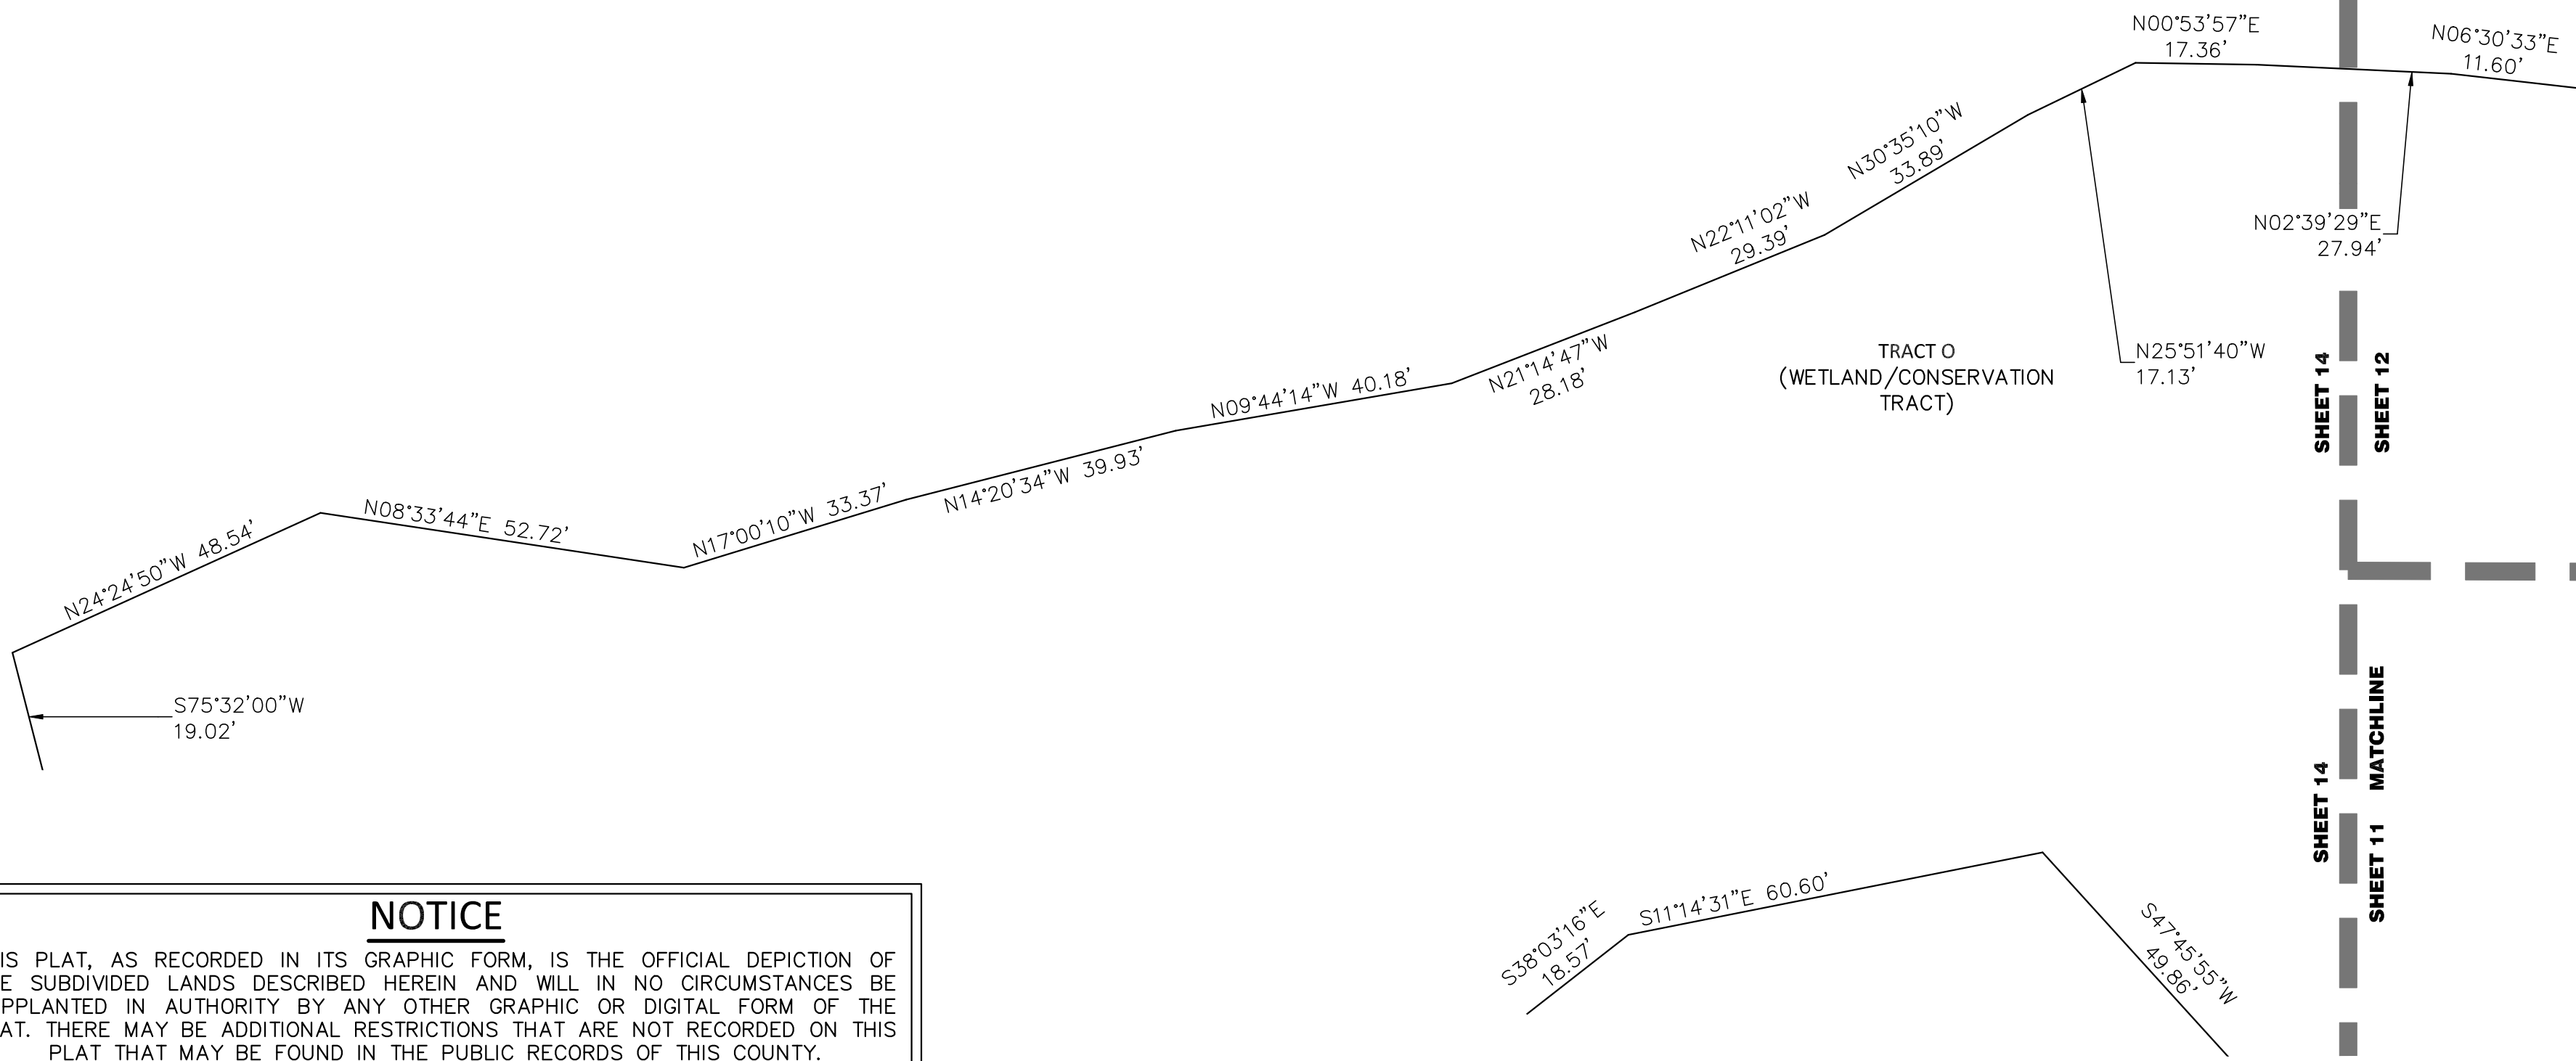 N00°53’57”E
17.36’
N06°30’33”E
11.60’
N30°35’10”W
33.89’
N22°11’02”W
29.39’
N02°39’29”E
27.94’
N25°51’40”W
17.13’
TRACT O
(WETLAND/CONSERVATION
TRACT)
SHEET 14
SHEET 12
N21°14’47”W
28.18’
N09°44’14”W 40.18’
N14°20’34”W 39.93’
N17°00’10”W 33.37’
N08°33’44”E 52.72’
N24°24’50”W 48.54’
S75°32’00”W
19.02’
SHEET 14
SHEET 11 MATCHLINE
S38°03’16”E
18.57’
S11°14’31”E 60.60’
S47°45’55”W
49.86’
NOTICE
IS PLAT, AS RECORDED IN ITS GRAPHIC FORM, IS THE OFFICIAL DEPICTION OF
E SUBDIVIDED LANDS DESCRIBED HEREIN AND WILL IN NO CIRCUMSTANCES BE
PPLANTED IN AUTHORITY BY ANY OTHER GRAPHIC OR DIGITAL FORM OF THE
AT. THERE MAY BE ADDITIONAL RESTRICTIONS THAT ARE NOT RECORDED ON THIS
PLAT THAT MAY BE FOUND IN THE PUBLIC RECORDS OF THIS COUNTY.